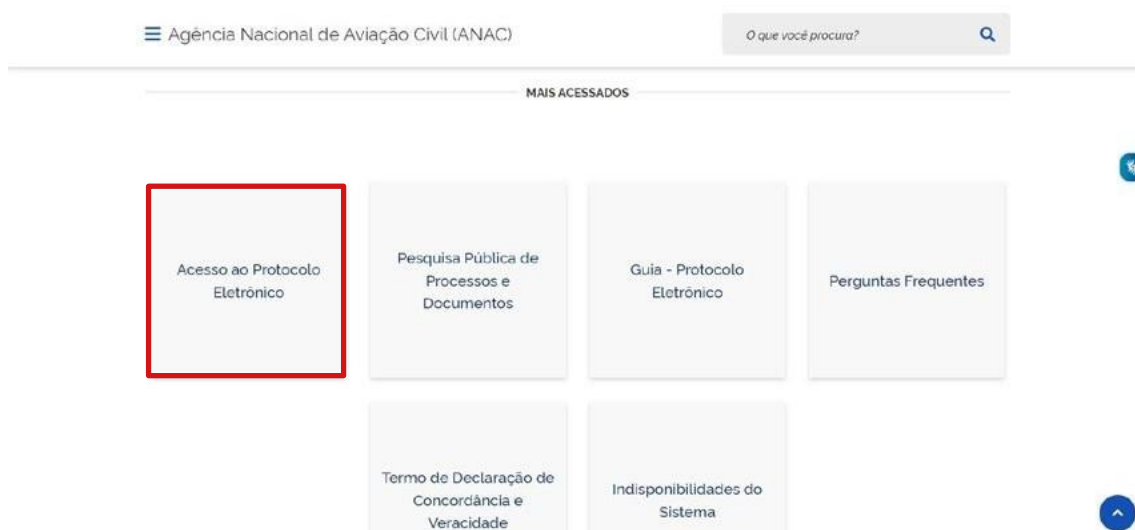 Agência Nacional de Aviação Civil (ANAC)
O que você procura?
MAIS ACESSADOS
Acesso ao Protocolo
Eletrônico
Pesquisa Pública de
Processos e
Documentos
Guia - Protocolo
Eletrônico
Perguntas Frequentes
Termo de Declaração de
Concordância e
Veracidade
Indisponibilidades do
Sistema